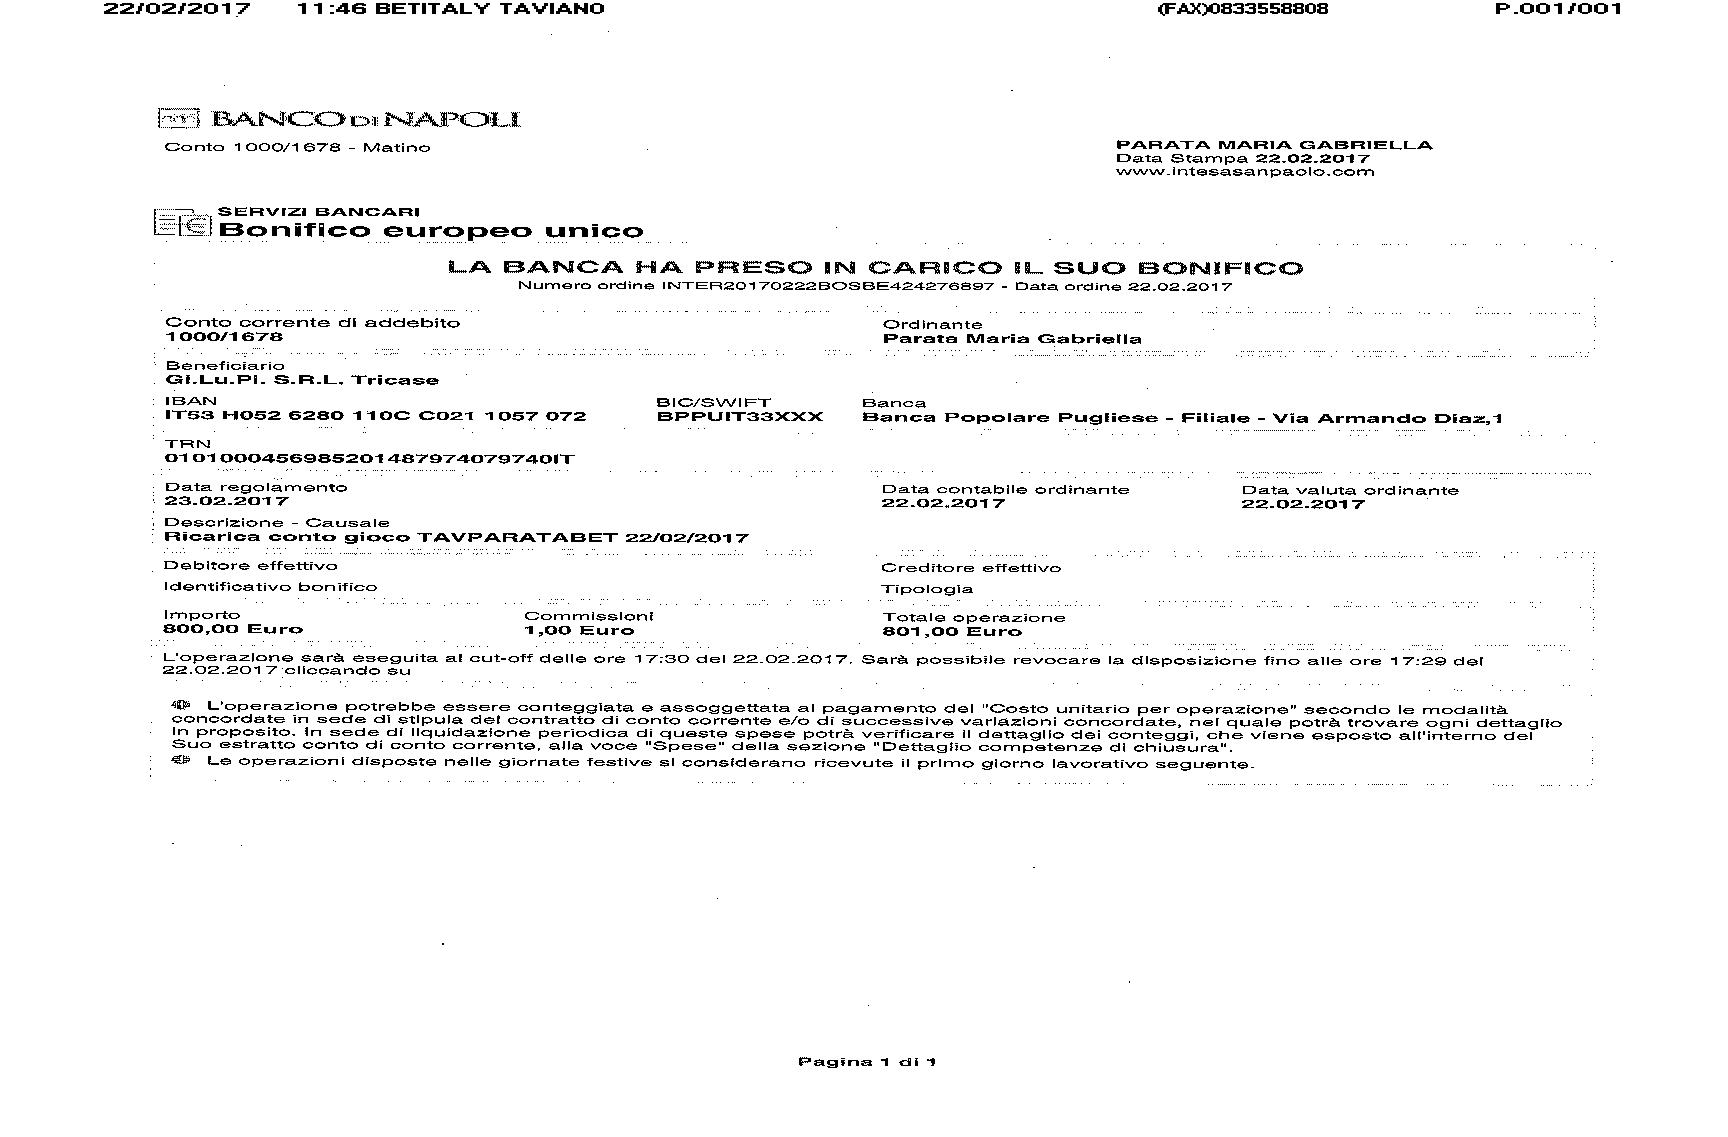 22/02/2017 11:46 BETITALY TAVIANO (FAX)0833558808 P.001/001
BANCO DI NAPOLI
Conto 1000/1678 - Matino
PARATA MARIA GABRIELLA
Data Stampa 22.02.2017
www.intesasanpaolo.com
SERVIZI BANCARI
Bonifico europeo unico
LA BANCA HA PRESO IN CARICO IL SUO BONIFICO
Numero ordine INTER20170222BOSBE424276897 - Data ordine 22.02.2017
Conto corrente di addebito Ordinante
1000/1678 Parata Maria Gabriella
Beneficiario
Gi.Lu.Pi. S.R.L. Tricase
IBAN BIC/SWIFT Banca
IT53 H052 6280 110C C021 1057 072 BPPUIT33XXX Banca Popolare Pugliese - Filiale - Via Armando Diaz,1
TRN
0101000456985201487974079740IT
Data regolamento Data contabile ordinante Data valuta ordinante
23.02.2017 22.02.2017 22.02.2017
Descrizione - Causale
Ricarica conto gioco TAVPARATABET 22/02/2017
Debitore effettivo Creditore effettivo
Identificativo bonifico Tipologia
Importo Commissioni Totale operazione
800,00 Euro 1,00 Euro 801,00 Euro
L'operazione sarà eseguita al cut-off delle ore 17:30 del 22.02.2017. Sarà possibile revocare la disposizione fino alle ore 17:29 del
22.02.2017 cliccando su
L'operazione potrebbe essere conteggiata e assoggettata al pagamento del "Costo unitario per operazione" secondo le modalità
concordate in sede di stipula del contratto di conto corrente e/o di successive variazioni concordate, nel quale potrà trovare ogni dettaglio
in proposito. In sede di liquidazione periodica di queste spese potrà verificare il dettaglio dei conteggi, che viene esposto all'interno del
Suo estratto conto di conto corrente, alla voce "Spese" della sezione "Dettaglio competenze di chiusura".
Le operazioni disposte nelle giornate festive si considerano ricevute il primo giorno lavorativo seguente.
Pagina 1 di 1